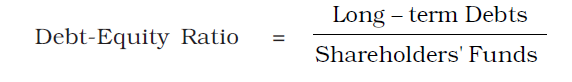 Long – term Debts
Debt-Equity Ratio =
Shareholders' Funds